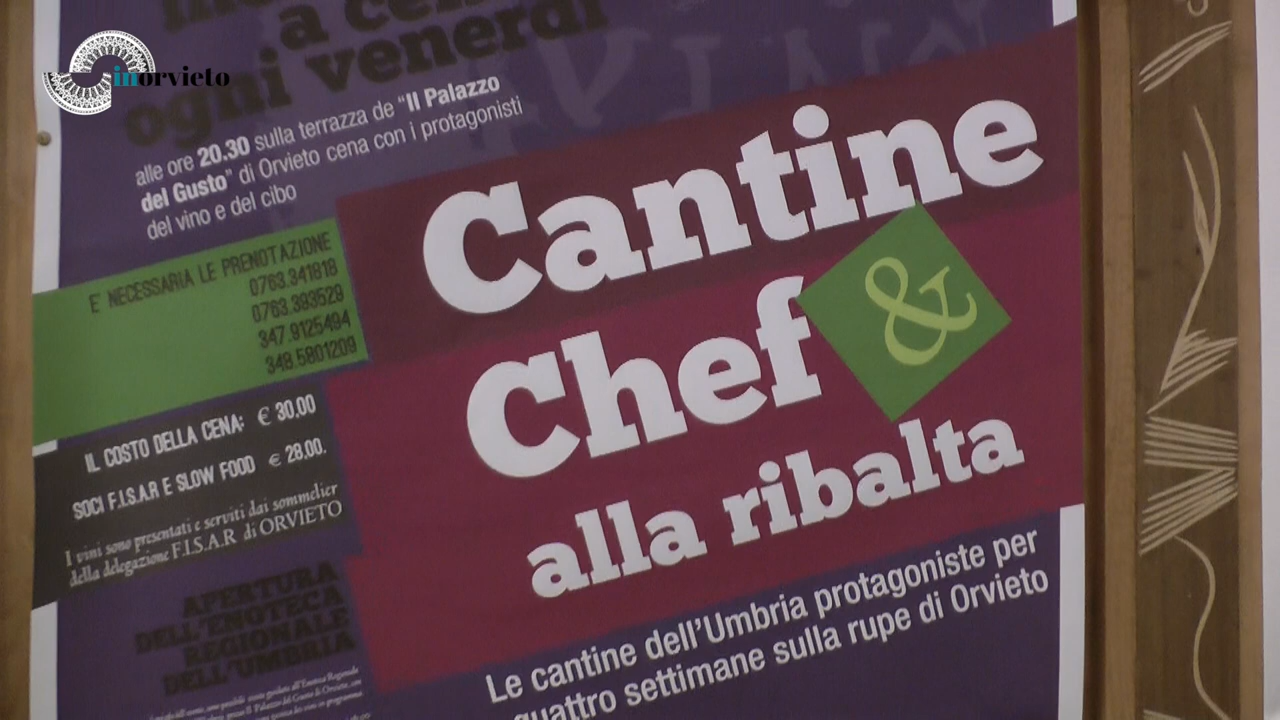 inorvieto
a cena
ogni venerdì
alle ore 20.30 sulla terrazza de "Il Palazzo
del Gusto" di Orvieto cena con i protagonisti
del vino e del cibo
E' NECESSARIA LE PRENOTAZIONE
0763.341818
0763.393529
347.9125494
348.5801209
IL COSTO DELLA CENA: € 30,00
SOCI F.I.S.A.R E SLOW FOOD € 28.00.
I vini sono presentati e serviti dai sommelier
della delegazione F.I.S.A.R di ORVIETO
APERTURA
DELL'ENOTECA
REGIONALE
DELL'UMBRIA
Cantine
&
Chef
alla ribalta
Le cantine dell'Umbria protagoniste per
quattro settimane sulla rupe di Orvieto